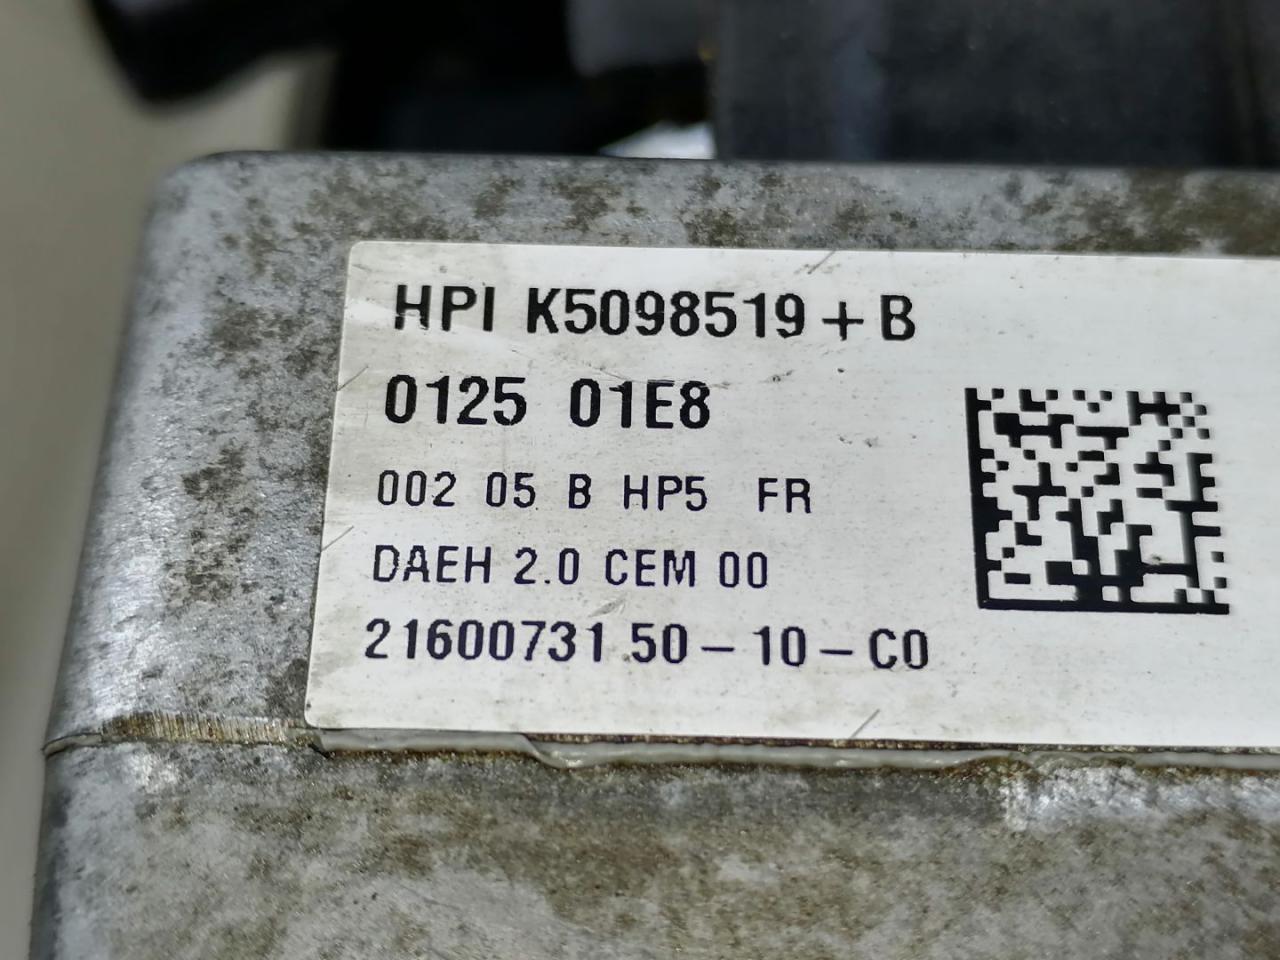 HPI K5098519+B
0125 01E8
002 05 B HP5 FR
DAEH 2.0 CEM 00
21600731 50-10-C0